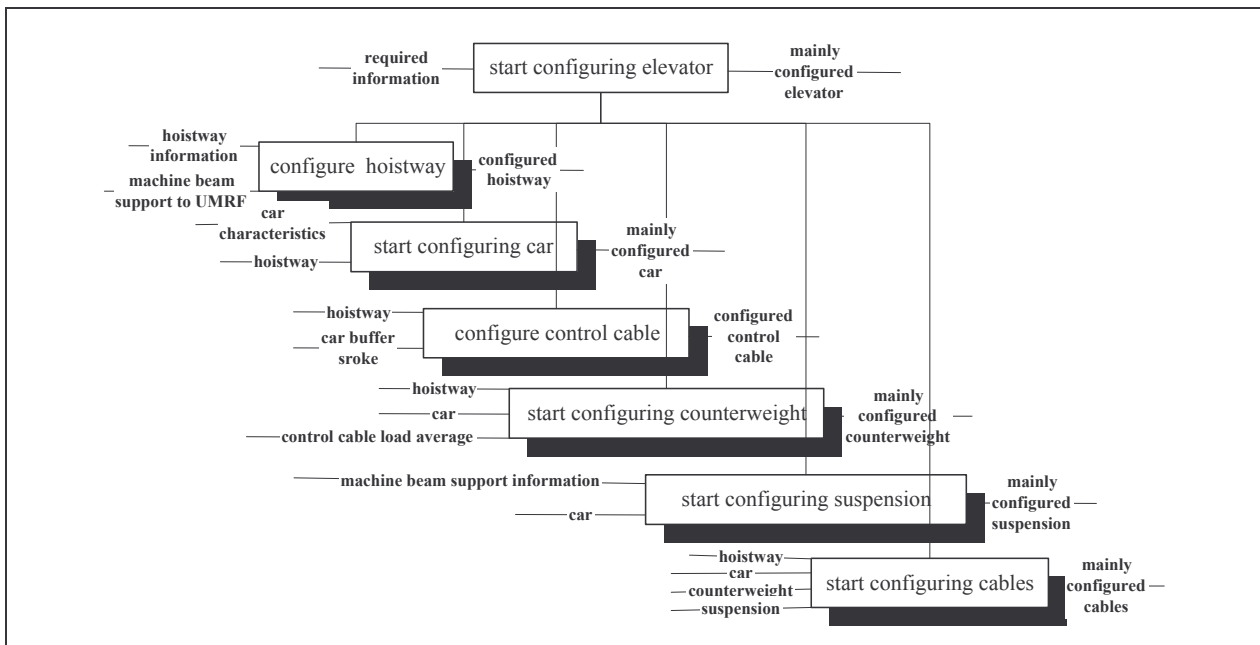 required
information
start configuring elevator
mainly
configured
elevator
hoistway
information
machine beam
support to UMRF
configure hoistway
configured
hoistway
car
characteristics
hoistway
start configuring car
mainly
configured
car
hoistway
car buffer
sroke
configure control cable
configured
control
cable
hoistway
car
control cable load average
start configuring counterweight
mainly
configured
counterweight
machine beam support information
car
start configuring suspension
mainly
configured
suspension
hoistway
car
counterweight
suspension
start configuring cables
mainly
configured
cables